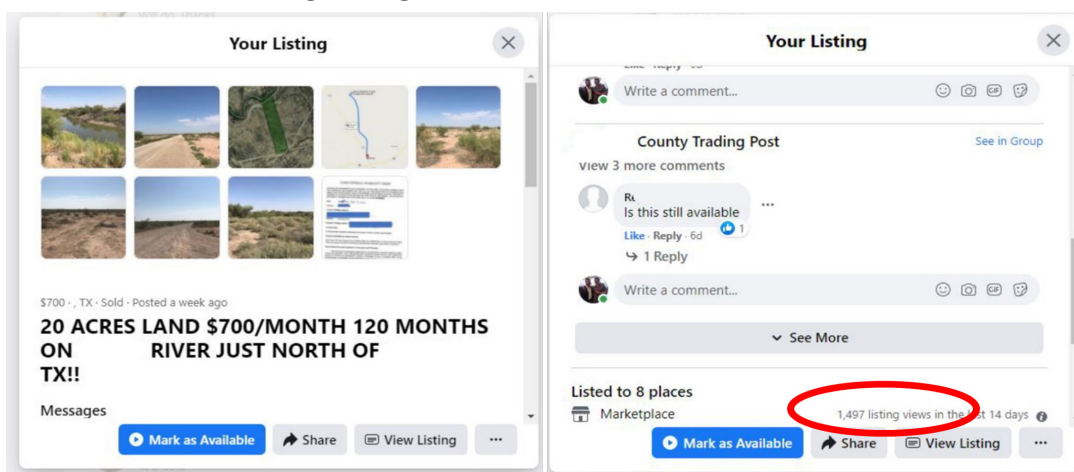 Your Listing
$700 · , TX · Sold · Posted a week ago
20 ACRES LAND $700/MONTH 120 MONTHS
ON RIVER JUST NORTH OF
TX!!
Messages
Mark as Available
Share
View Listing
Your Listing
Like · Reply · 6d
Write a comment...
County Trading Post
See in Group
View 3 more comments
Is this still available
1
Like · Reply · 6d
1 Reply
Write a comment...
See More
Listed to 8 places
Marketplace
1,497 listing views in the last 14 days
Mark as Available
Share
View Listing